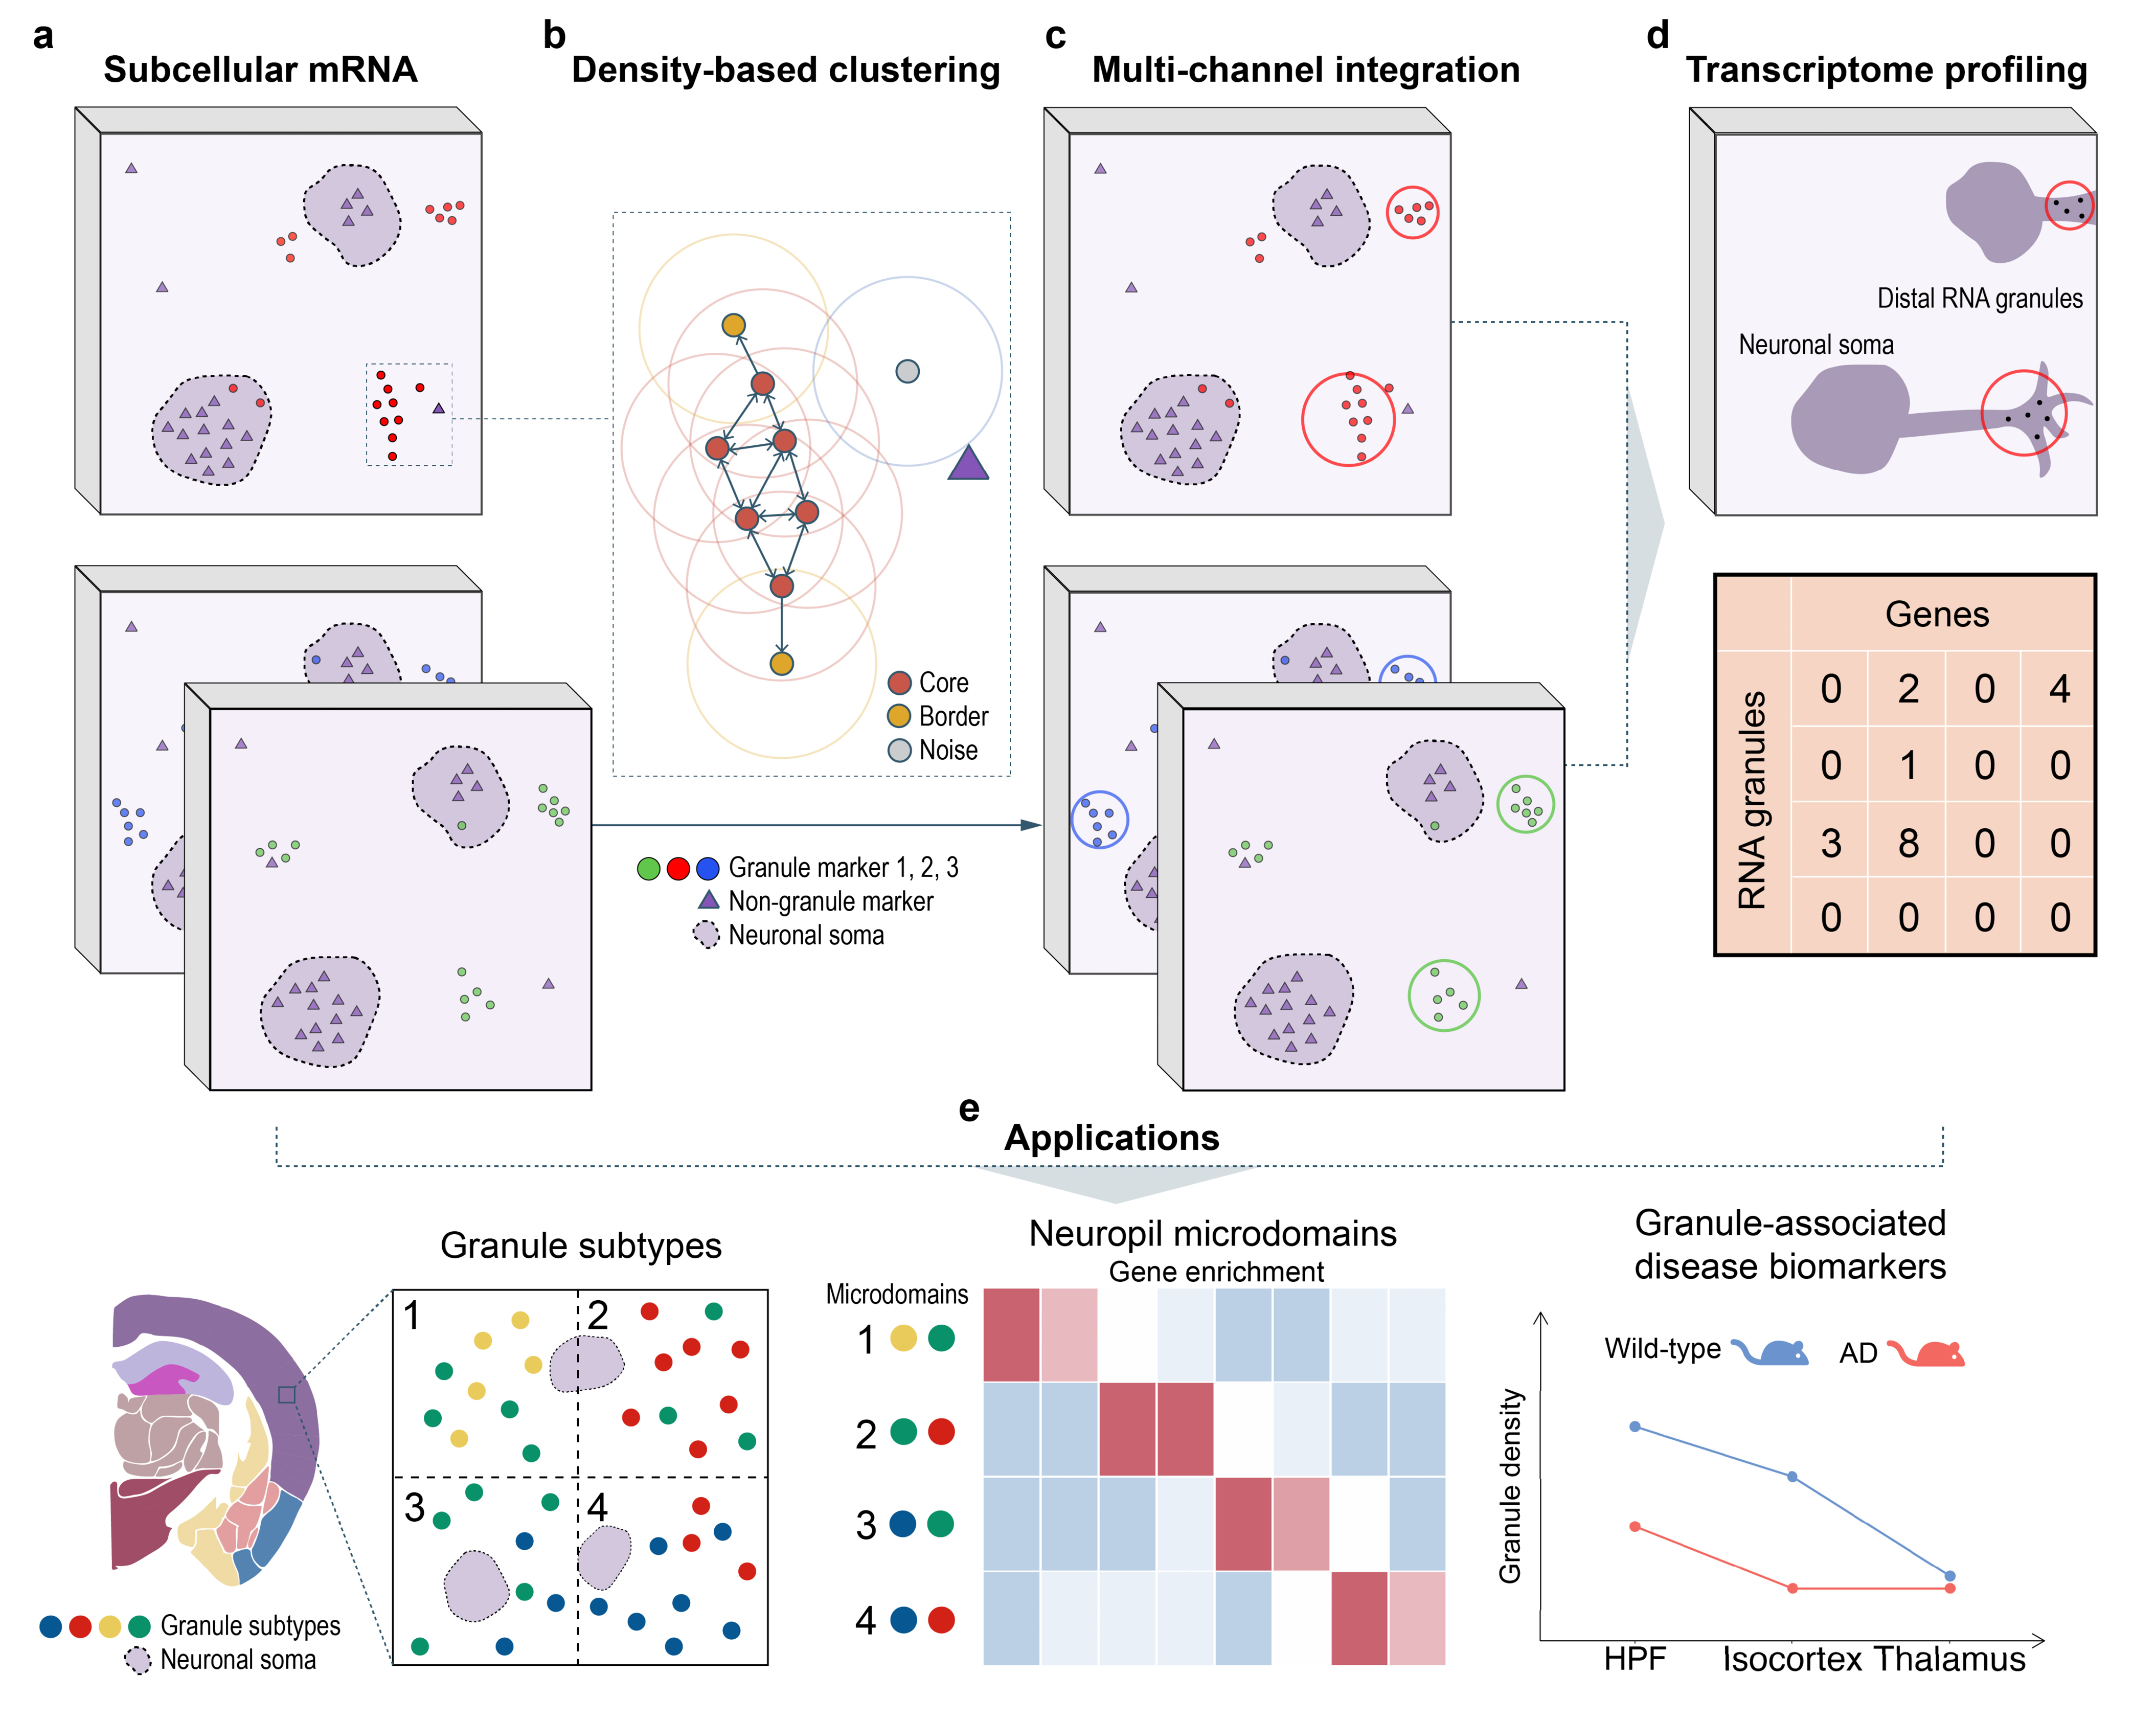 a
Subcellular mRNA
b
Density-based clustering
Core
Border
Noise
Granule marker 1, 2, 3
Non-granule marker
Neuronal soma
c
Multi-channel integration
d
Transcriptome profiling
Distal RNA granules
Neuronal soma
Genes
RNA granules
0 2 0 4
0 1 0 0
3 8 0 0
0 0 0 0
e
Applications
Granule subtypes
1 2
3 4
Granule subtypes
Neuronal soma
Neuropil microdomains
Gene enrichment
Microdomains
1
2
3
4
Granule-associated
disease biomarkers
Wild-type AD
Granule density
HPF Isocortex Thalamus